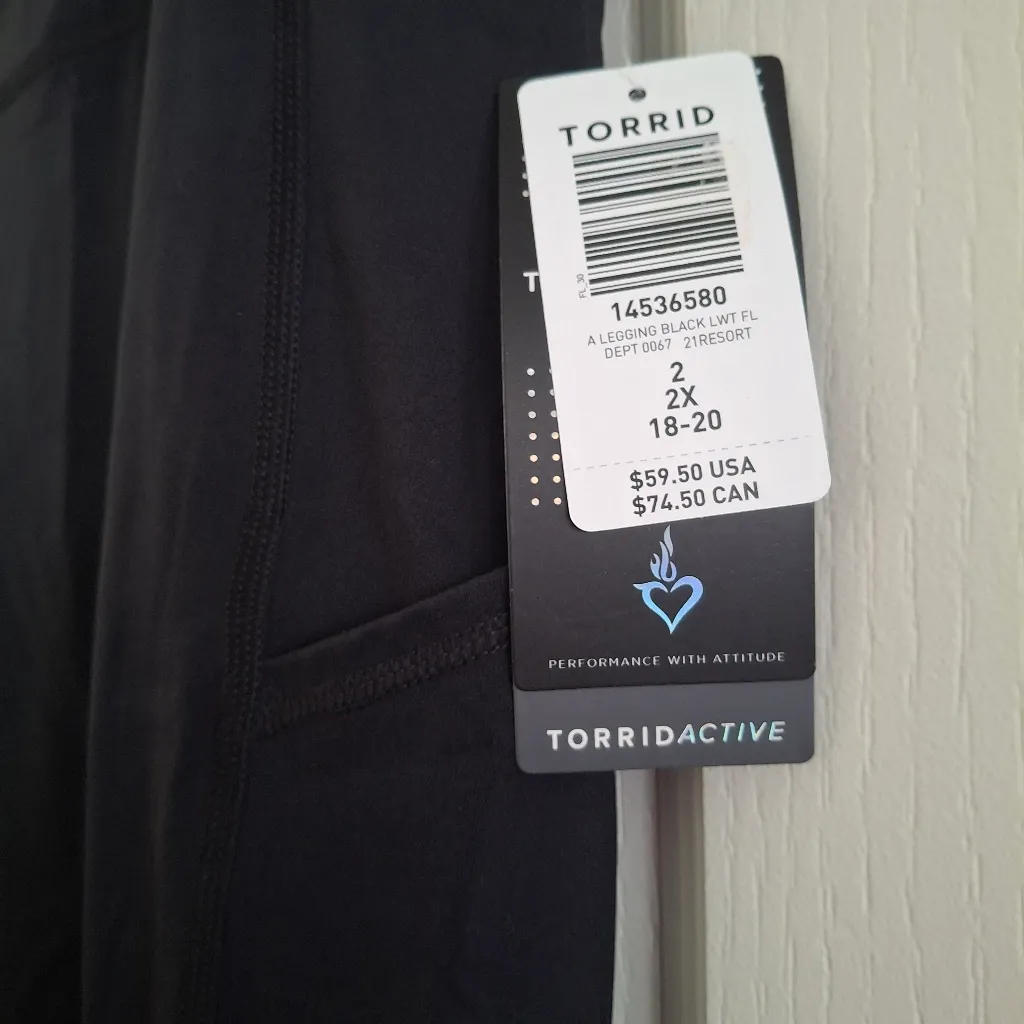 TORRID
FL_30
14536580
A LEGGING BLACK LWT FL
DEPT 0067 21RESORT
2
2X
18-20
$59.50 USA
$74.50 CAN
T
PERFORMANCE WITH ATTITUDE
TORRIDACTIVE